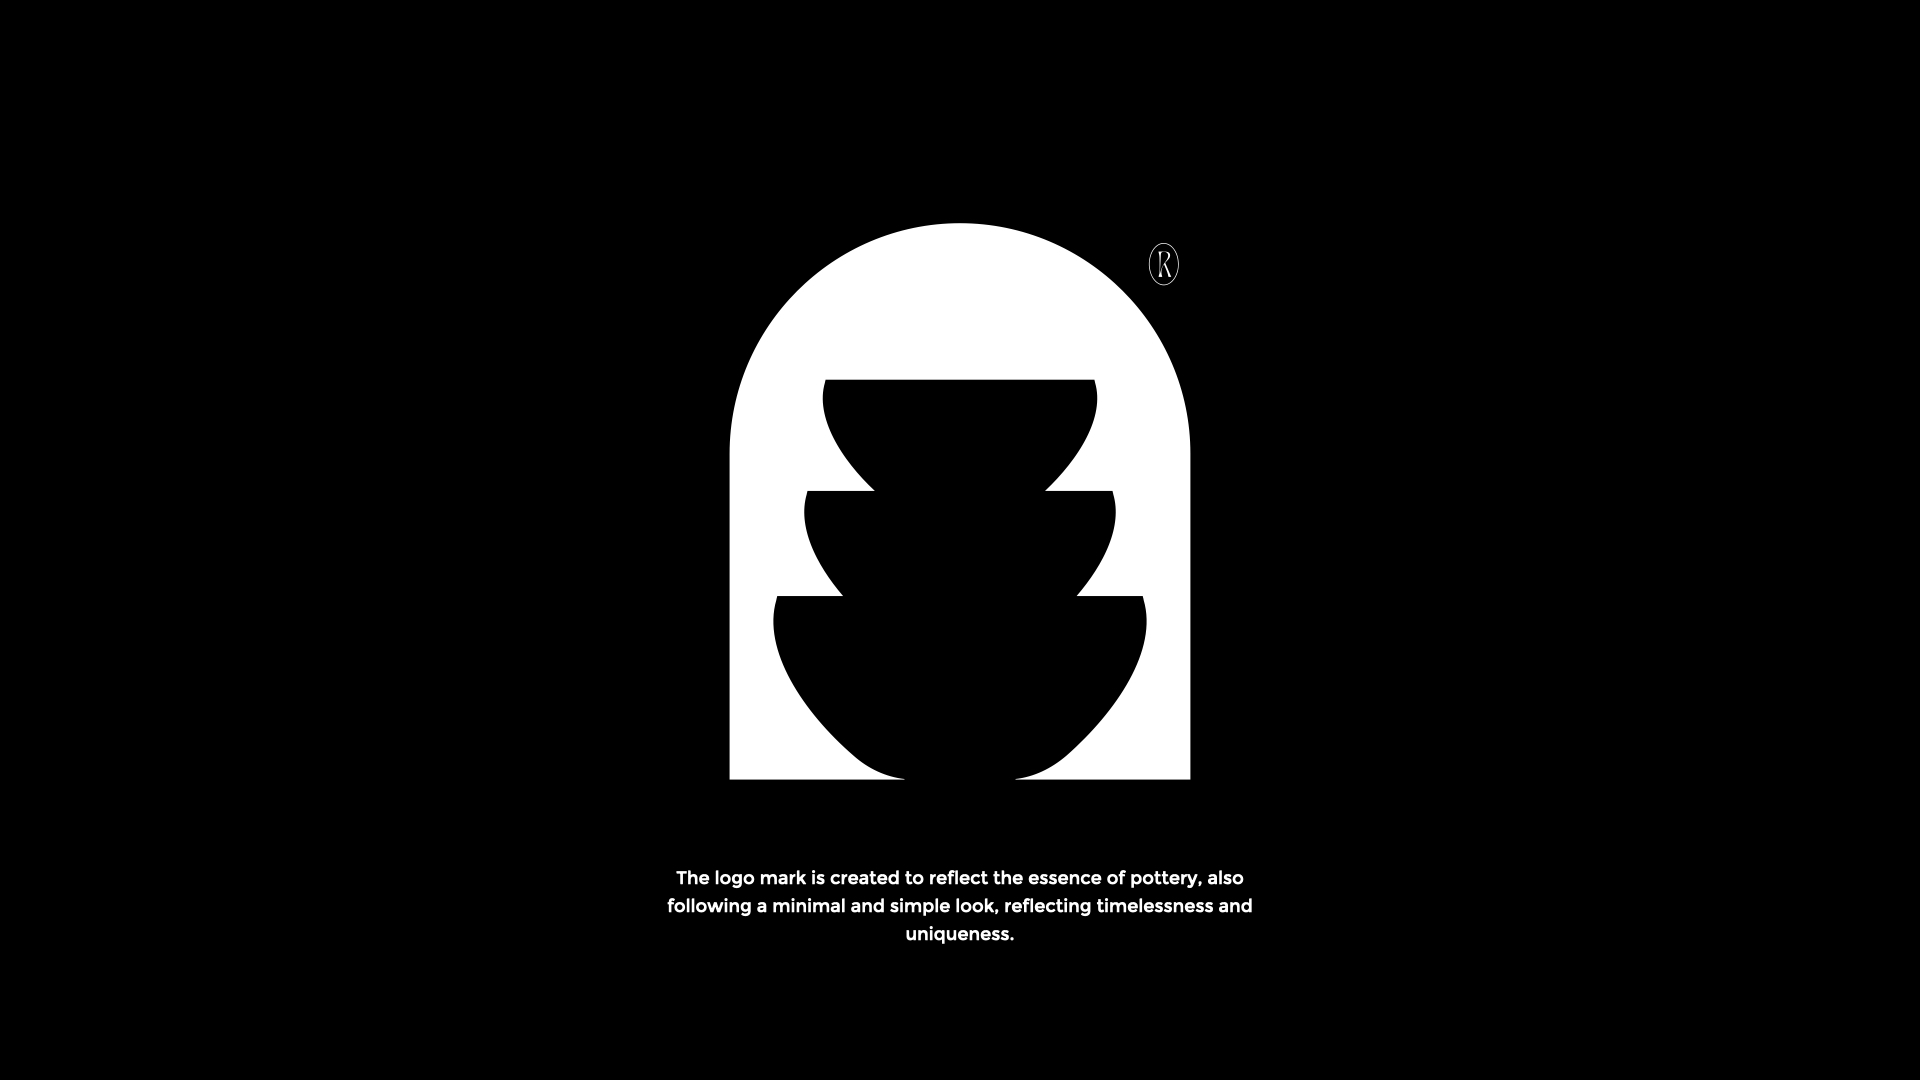 ®
The logo mark is created to reflect the essence of pottery, also
following a minimal and simple look, reflecting timelessness and
uniqueness.